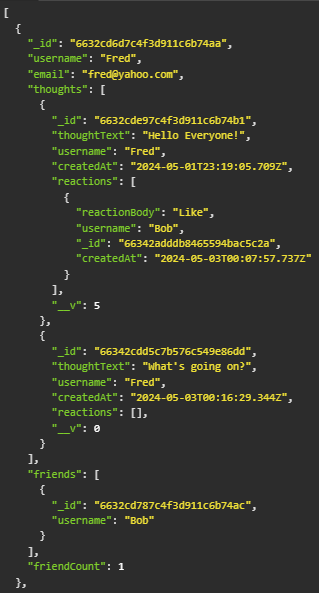 [
  {
    "_id": "6632cd6d7c4f3d911c6b74aa",
    "username": "Fred",
    "email": "fred@yahoo.com",
    "thoughts": [
      {
        "_id": "6632cde97c4f3d911c6b74b1",
        "thoughtText": "Hello Everyone!",
        "username": "Fred",
        "createdAt": "2024-05-01T23:19:05.709Z",
        "reactions": [
          {
            "reactionBody": "Like",
            "username": "Bob",
            "_id": "66342adddb8465594bac5c2a",
            "createdAt": "2024-05-03T00:07:57.737Z"
          }
        ],
        "__v": 5
      },
      {
        "_id": "66342cdd5c7b576c549e86dd",
        "thoughtText": "What's going on?",
        "username": "Fred",
        "createdAt": "2024-05-03T00:16:29.344Z",
        "reactions": [],
        "__v": 0
      }
    ],
    "friends": [
      {
        "_id": "6632cd787c4f3d911c6b74ac",
        "username": "Bob"
      }
    ],
    "friendCount": 1
  },